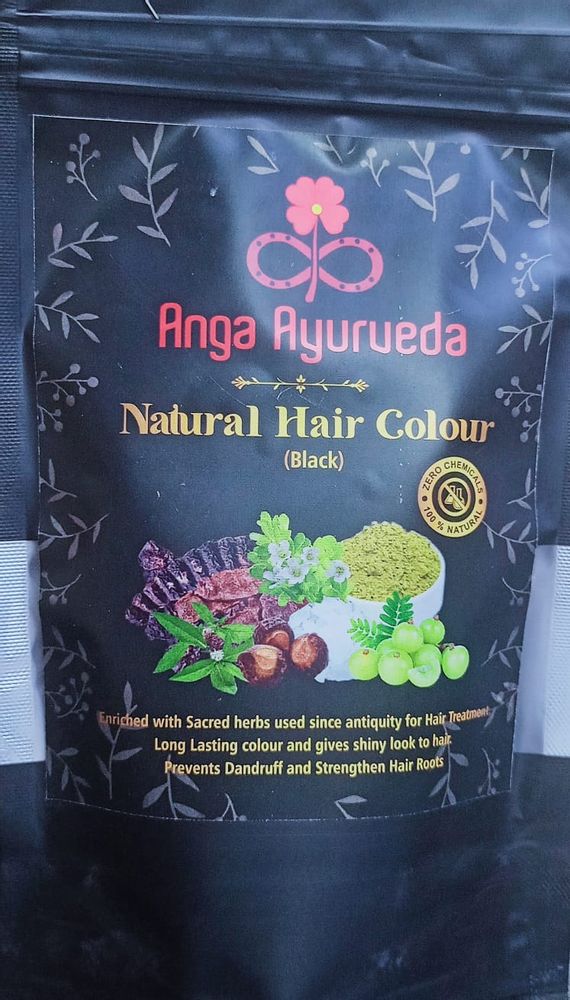 Anga Ayurveda
Natural Hair Colour
(Black)
ZERO CHEMICALS
100 % NATURAL
Enriched with Sacred herbs used since antiquity for Hair Treatment
Long Lasting colour and gives shiny look to hair.
Prevents Dandruff and Strengthen Hair Roots